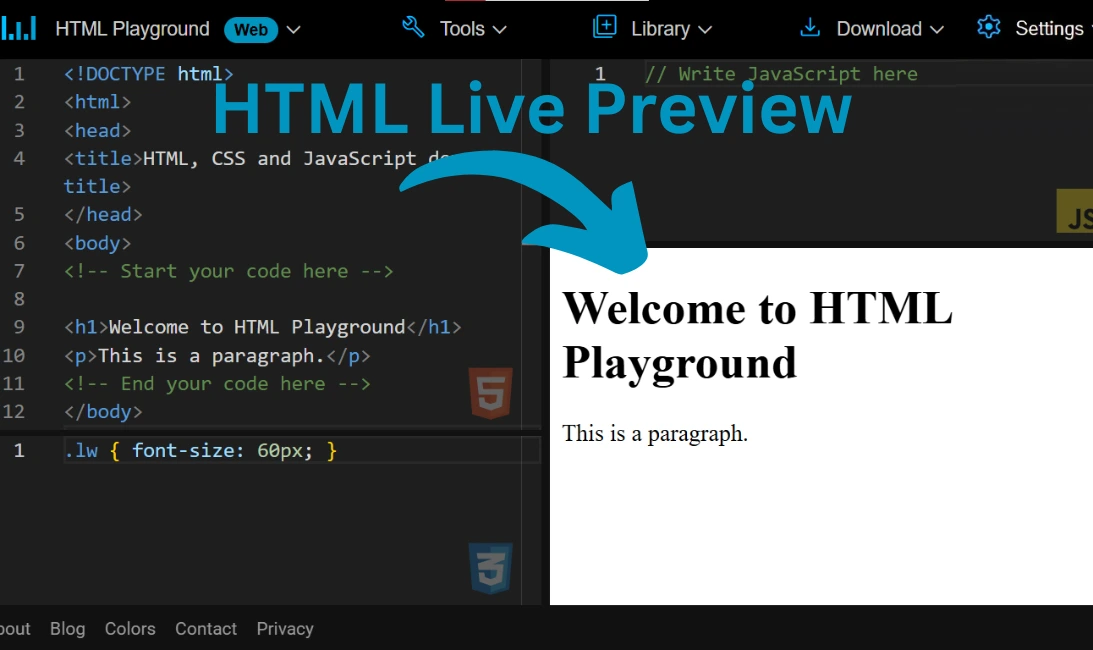 HTML Playground Web Tools Library Download Settings
HTML Live Preview
1 <!DOCTYPE html>
2 <html>
3 <head>
4 <title>HTML, CSS and JavaScript
title>
5 </head>
6 <body>
7 <!-- Start your code here -->
8
9 <h1>Welcome to HTML Playground</h1>
10 <p>This is a paragraph.</p>
11 <!-- End your code here -->
12 </body>
5
1 .lw { font-size: 60px; }
3
1 // Write JavaScript here
JS
Welcome to HTML
Playground
This is a paragraph.
Blog Colors Contact Privacy